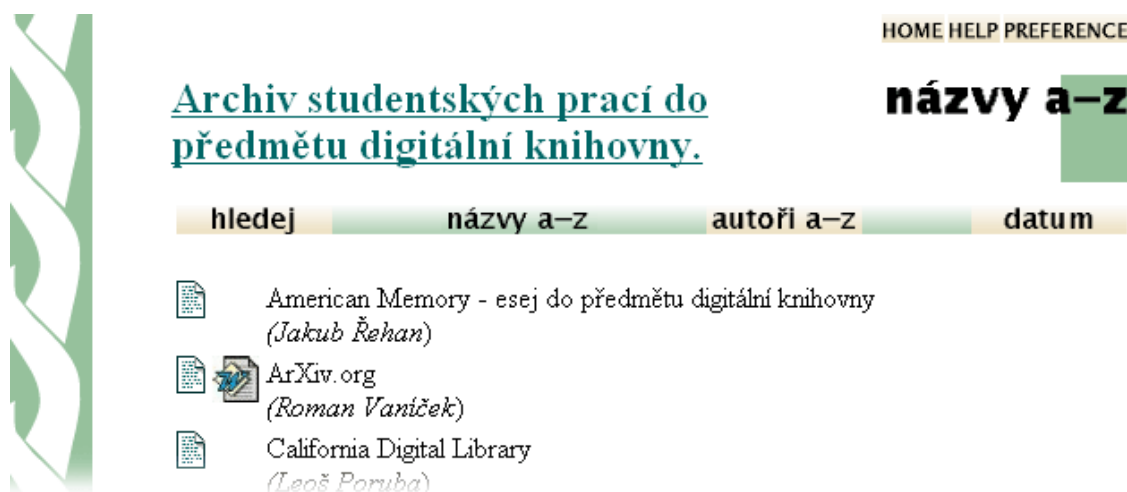 HOME HELP PREFERENCE
Archiv studentských prací do
předmětu digitální knihovny.
názvy a–z
hledej názvy a–z autoři a–z datum
American Memory - esej do předmětu digitální knihovny
(Jakub Řehan)
ArXiv.org
(Roman Vaníček)
California Digital Library
(Leoš Poruba)